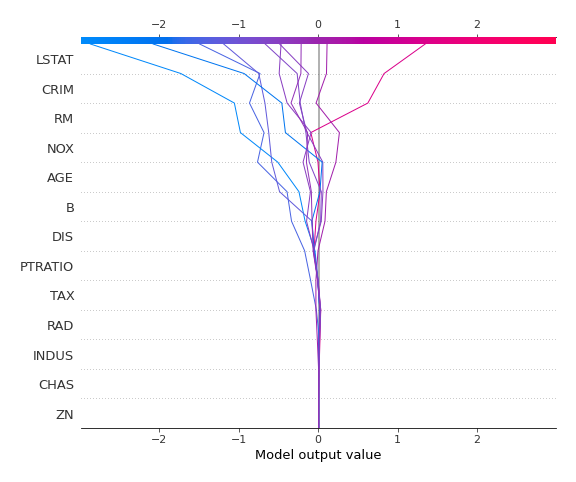 −2 −1 0 1 2
LSTAT
CRIM
RM
NOX
AGE
B
DIS
PTRATIO
TAX
RAD
INDUS
CHAS
ZN
−2 −1 0 1 2
Model output value